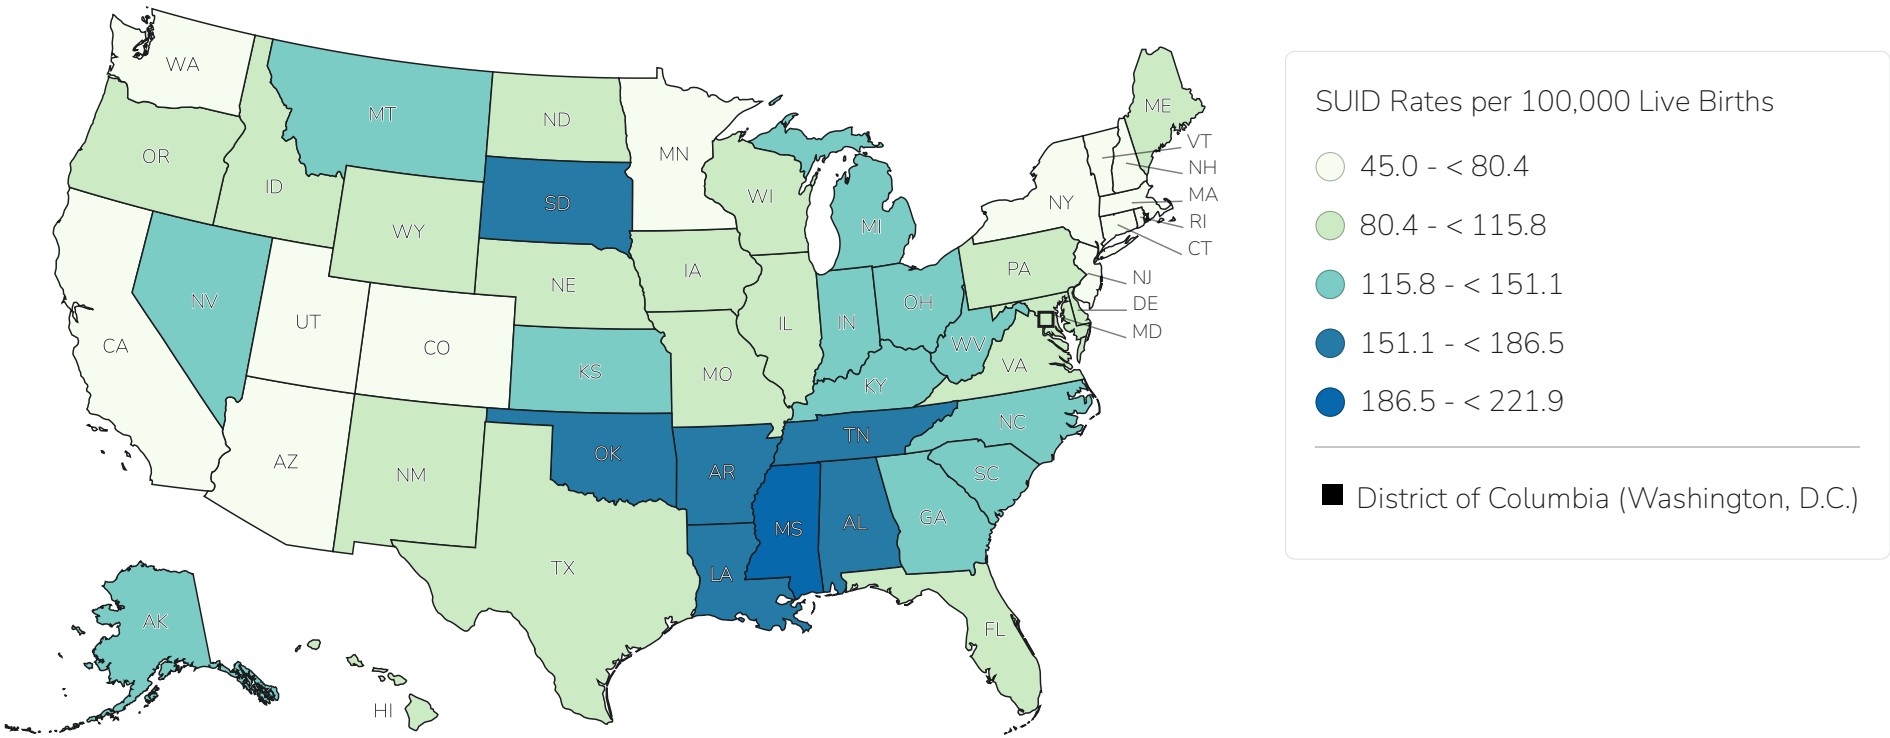 WA
MT
ND
MN
ME
VT
OR
ID
SD
WI
NH
MA
WY
MI
NY
RI
CT
NV
UT
NE
IA
PA
NJ
DE
MD
CA
CO
KS
MO
IL
IN
OH
WV
VA
KY
AZ
NM
OK
AR
TN
NC
SC
TX
LA
MS
AL
GA
FL
AK
HI
SUID Rates per 100,000 Live Births
45.0 - < 80.4
80.4 - < 115.8
115.8 - < 151.1
151.1 - < 186.5
186.5 - < 221.9
District of Columbia (Washington, D.C.)